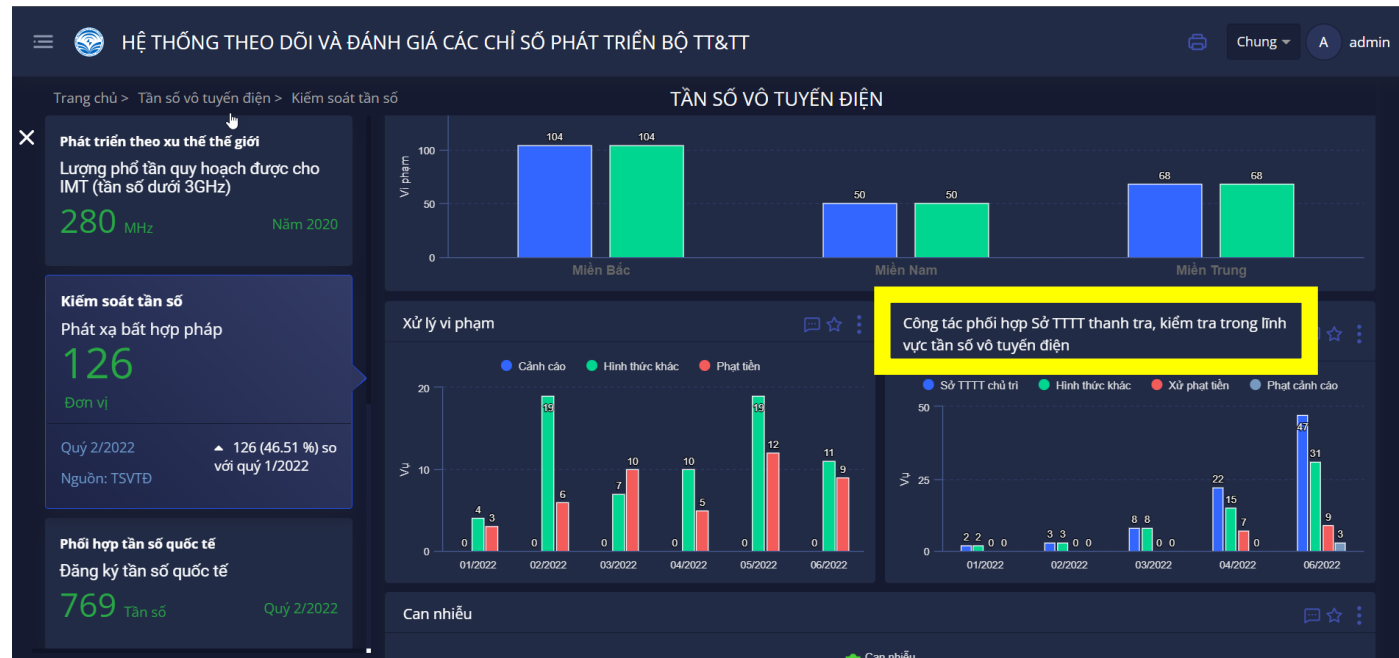 HỆ THỐNG THEO DÕI VÀ ĐÁNH GIÁ CÁC CHỈ SỐ PHÁT TRIỂN BỘ TT&TT
Chung
A admin
Trang chủ > Tần số vô tuyến điện > Kiểm soát tần số
TẦN SỐ VÔ TUYẾN ĐIỆN
Phát triển theo xu thế thế giới
Lượng phổ tần quy hoạch được cho
IMT (tần số dưới 3GHz)
280 MHz
Năm 2020
Kiểm soát tần số
Phát xạ bất hợp pháp
126
Đơn vị
Quý 2/2022
126 (46.51 %) so
với quý 1/2022
Nguồn: TSVTĐ
Phối hợp tần số quốc tế
Đăng ký tần số quốc tế
769 Tần số
Quý 2/2022
Vi phạm
100
50
0
104 104
50 50
68 68
Miền Bắc Miền Nam Miền Trung
Xử lý vi phạm
Cảnh cáo Hình thức khác Phạt tiền
Vụ
20
10
0
0 4 3
0 19 6
0 7 10
0 10 5
0 19 12
0 11 9
01/2022 02/2022 03/2022 04/2022 05/2022 06/2022
Công tác phối hợp Sở TTTT thanh tra, kiểm tra trong lĩnh
vực tần số vô tuyến điện
Sở TTTT chủ trì Hình thức khác Xử phạt tiền Phạt cảnh cáo
Vụ
50
25
0
2 2 0 0
3 3 0 0
8 8 0 0
22 15 7 0
47 31 9 3
01/2022 02/2022 03/2022 04/2022 06/2022
Can nhiễu
Can nhiễu